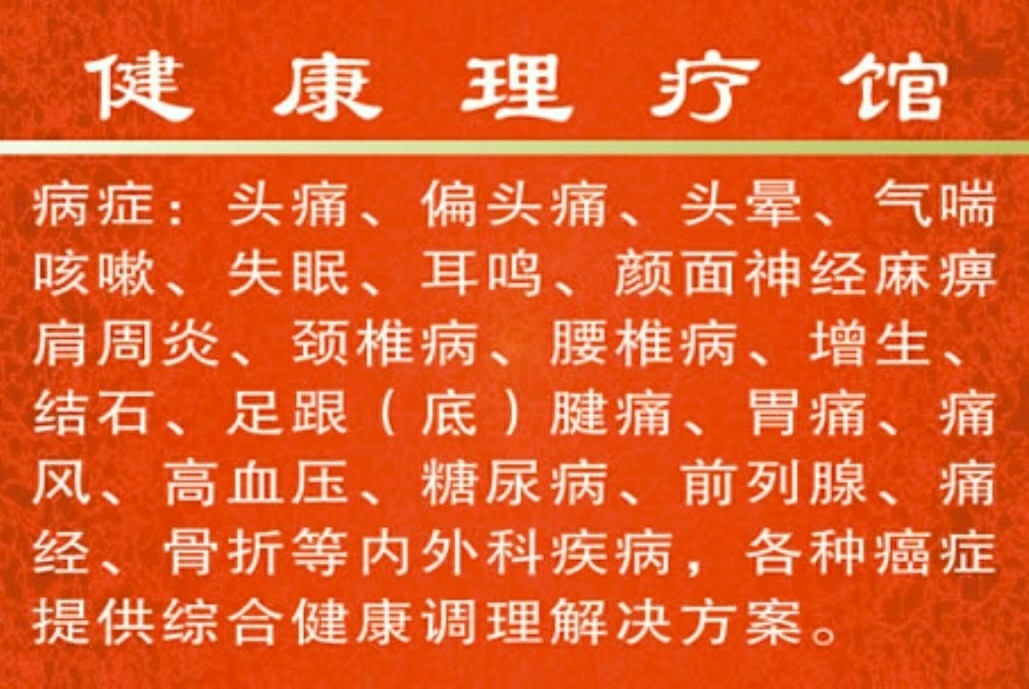 健康理疗馆
病症：头痛、偏头痛、头晕、气喘
咳嗽、失眠、耳鸣、颜面神经麻痹
肩周炎、颈椎病、腰椎病、增生、
结石、足跟（底）腱痛、胃痛、痛
风、高血压、糖尿病、前列腺、痛
经、骨折等内外科疾病，各种癌症
提供综合健康调理解决方案。